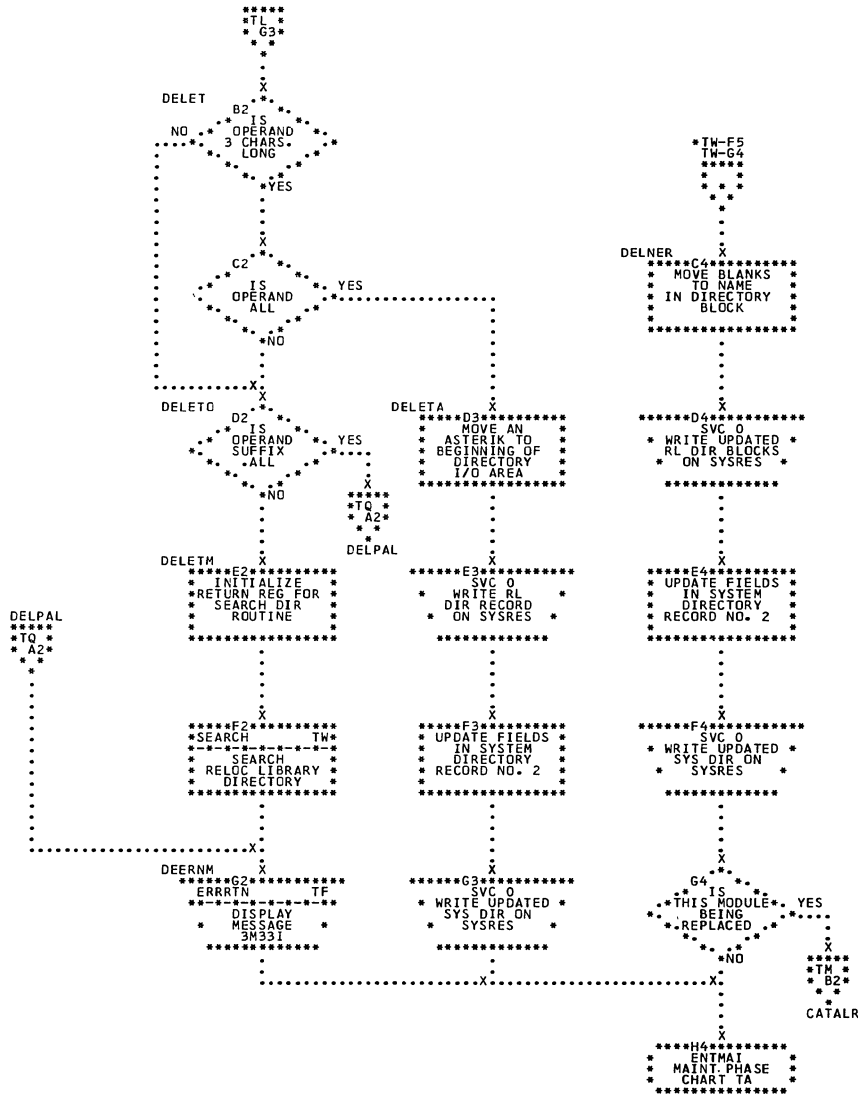 TL
G3
DELET
B2
IS
OPERAND
3 CHARS.
LONG
NO
YES
C2
IS
OPERAND
ALL
YES
NO
DELETO
D2
IS
OPERAND
SUFFIX
.ALL
YES
NO
TQ
A2
DELPAL
DELETM
E2
INITIALIZE
RETURN REG FOR
SEARCH DIR
ROUTINE
DELPAL
TQ
A2
F2
SEARCH TW
SEARCH
RELOC LIBRARY
DIRECTORY
DEERNM
G2
ERRRTN TF
DISPLAY
MESSAGE
3M33I
DELETA
D3
MOVE AN
ASTERIK TO
BEGINNING OF
DIRECTORY
I/O AREA
E3
SVC 0
WRITE RL
DIR RECORD
ON SYSRES
F3
UPDATE FIELDS
IN SYSTEM
DIRECTORY
RECORD NO. 2
G3
SVC 0
WRITE UPDATED
SYS DIR ON
SYSRES
*TW-F5
TW-G4
DELNER
C4
MOVE BLANKS
TO NAME
IN DIRECTORY
BLOCK
D4
SVC 0
WRITE UPDATED
RL DIR BLOCKS
ON SYSRES
E4
UPDATE FIELDS
IN SYSTEM
DIRECTORY
RECORD NO. 2
F4
SVC 0
WRITE UPDATED
SYS DIR ON
SYSRES
G4
IS
THIS MODULE
BEING
REPLACED
YES
NO
TM
B2
CATALR
H4
ENTMAI
MAINT.PHASE
CHART TA